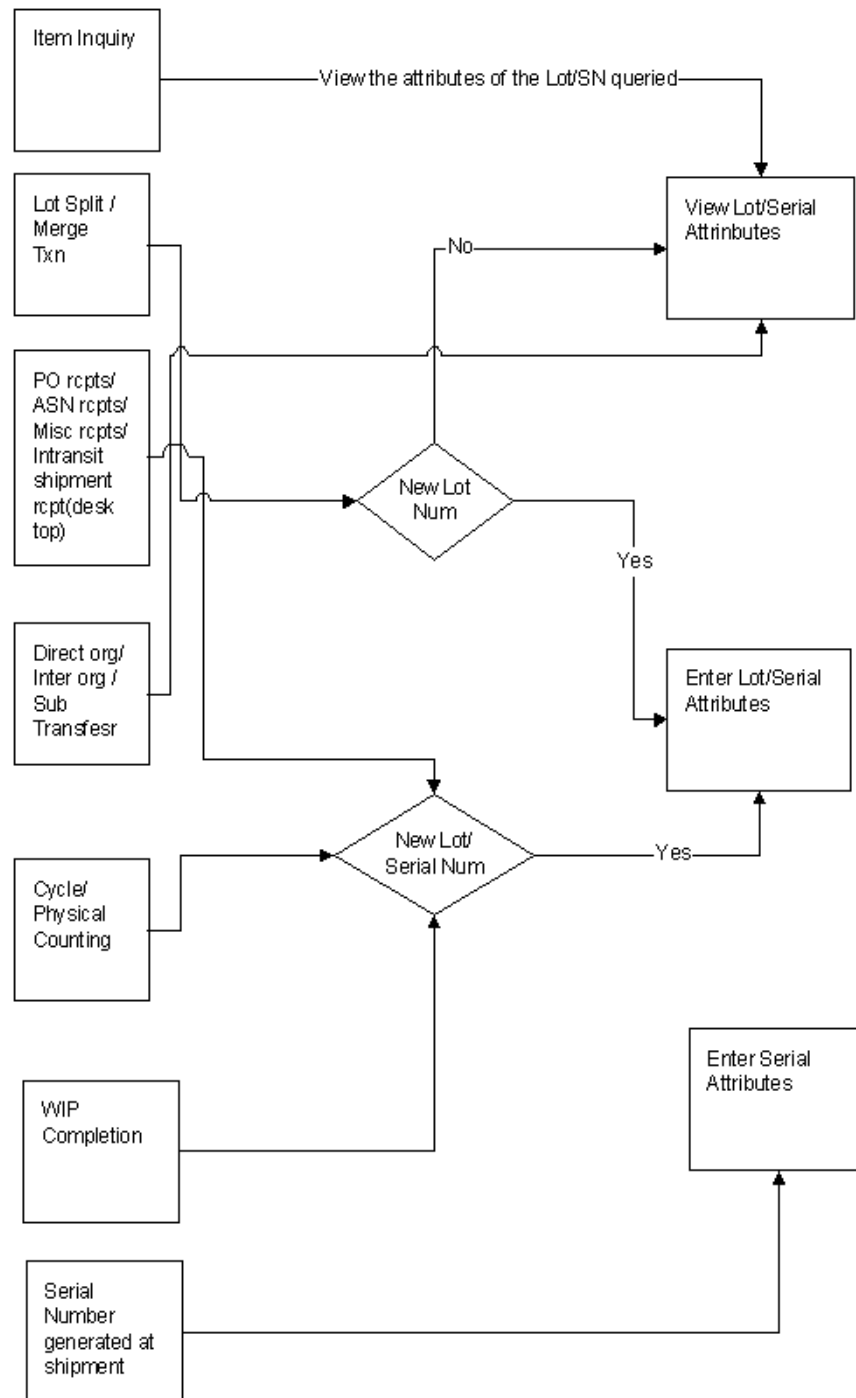 Item Inquiry
View the attributes of the Lot/SN queried
Lot Split /
Merge
Txn
View Lot/Serial
Attrinbutes
No
PO rcpts/
ASN rcpts/
Misc rcpts/
Intransit
shipment
rcpt(desk
top)
New Lot
Num
Yes
Direct org/
Inter org /
Sub
Transfesr
Enter Lot/Serial
Attributes
New Lot/
Serial Num
Yes
Cycle/
Physical
Counting
Enter Serial
Attributes
WIP
Completion
Serial
Number
generated at
shipment